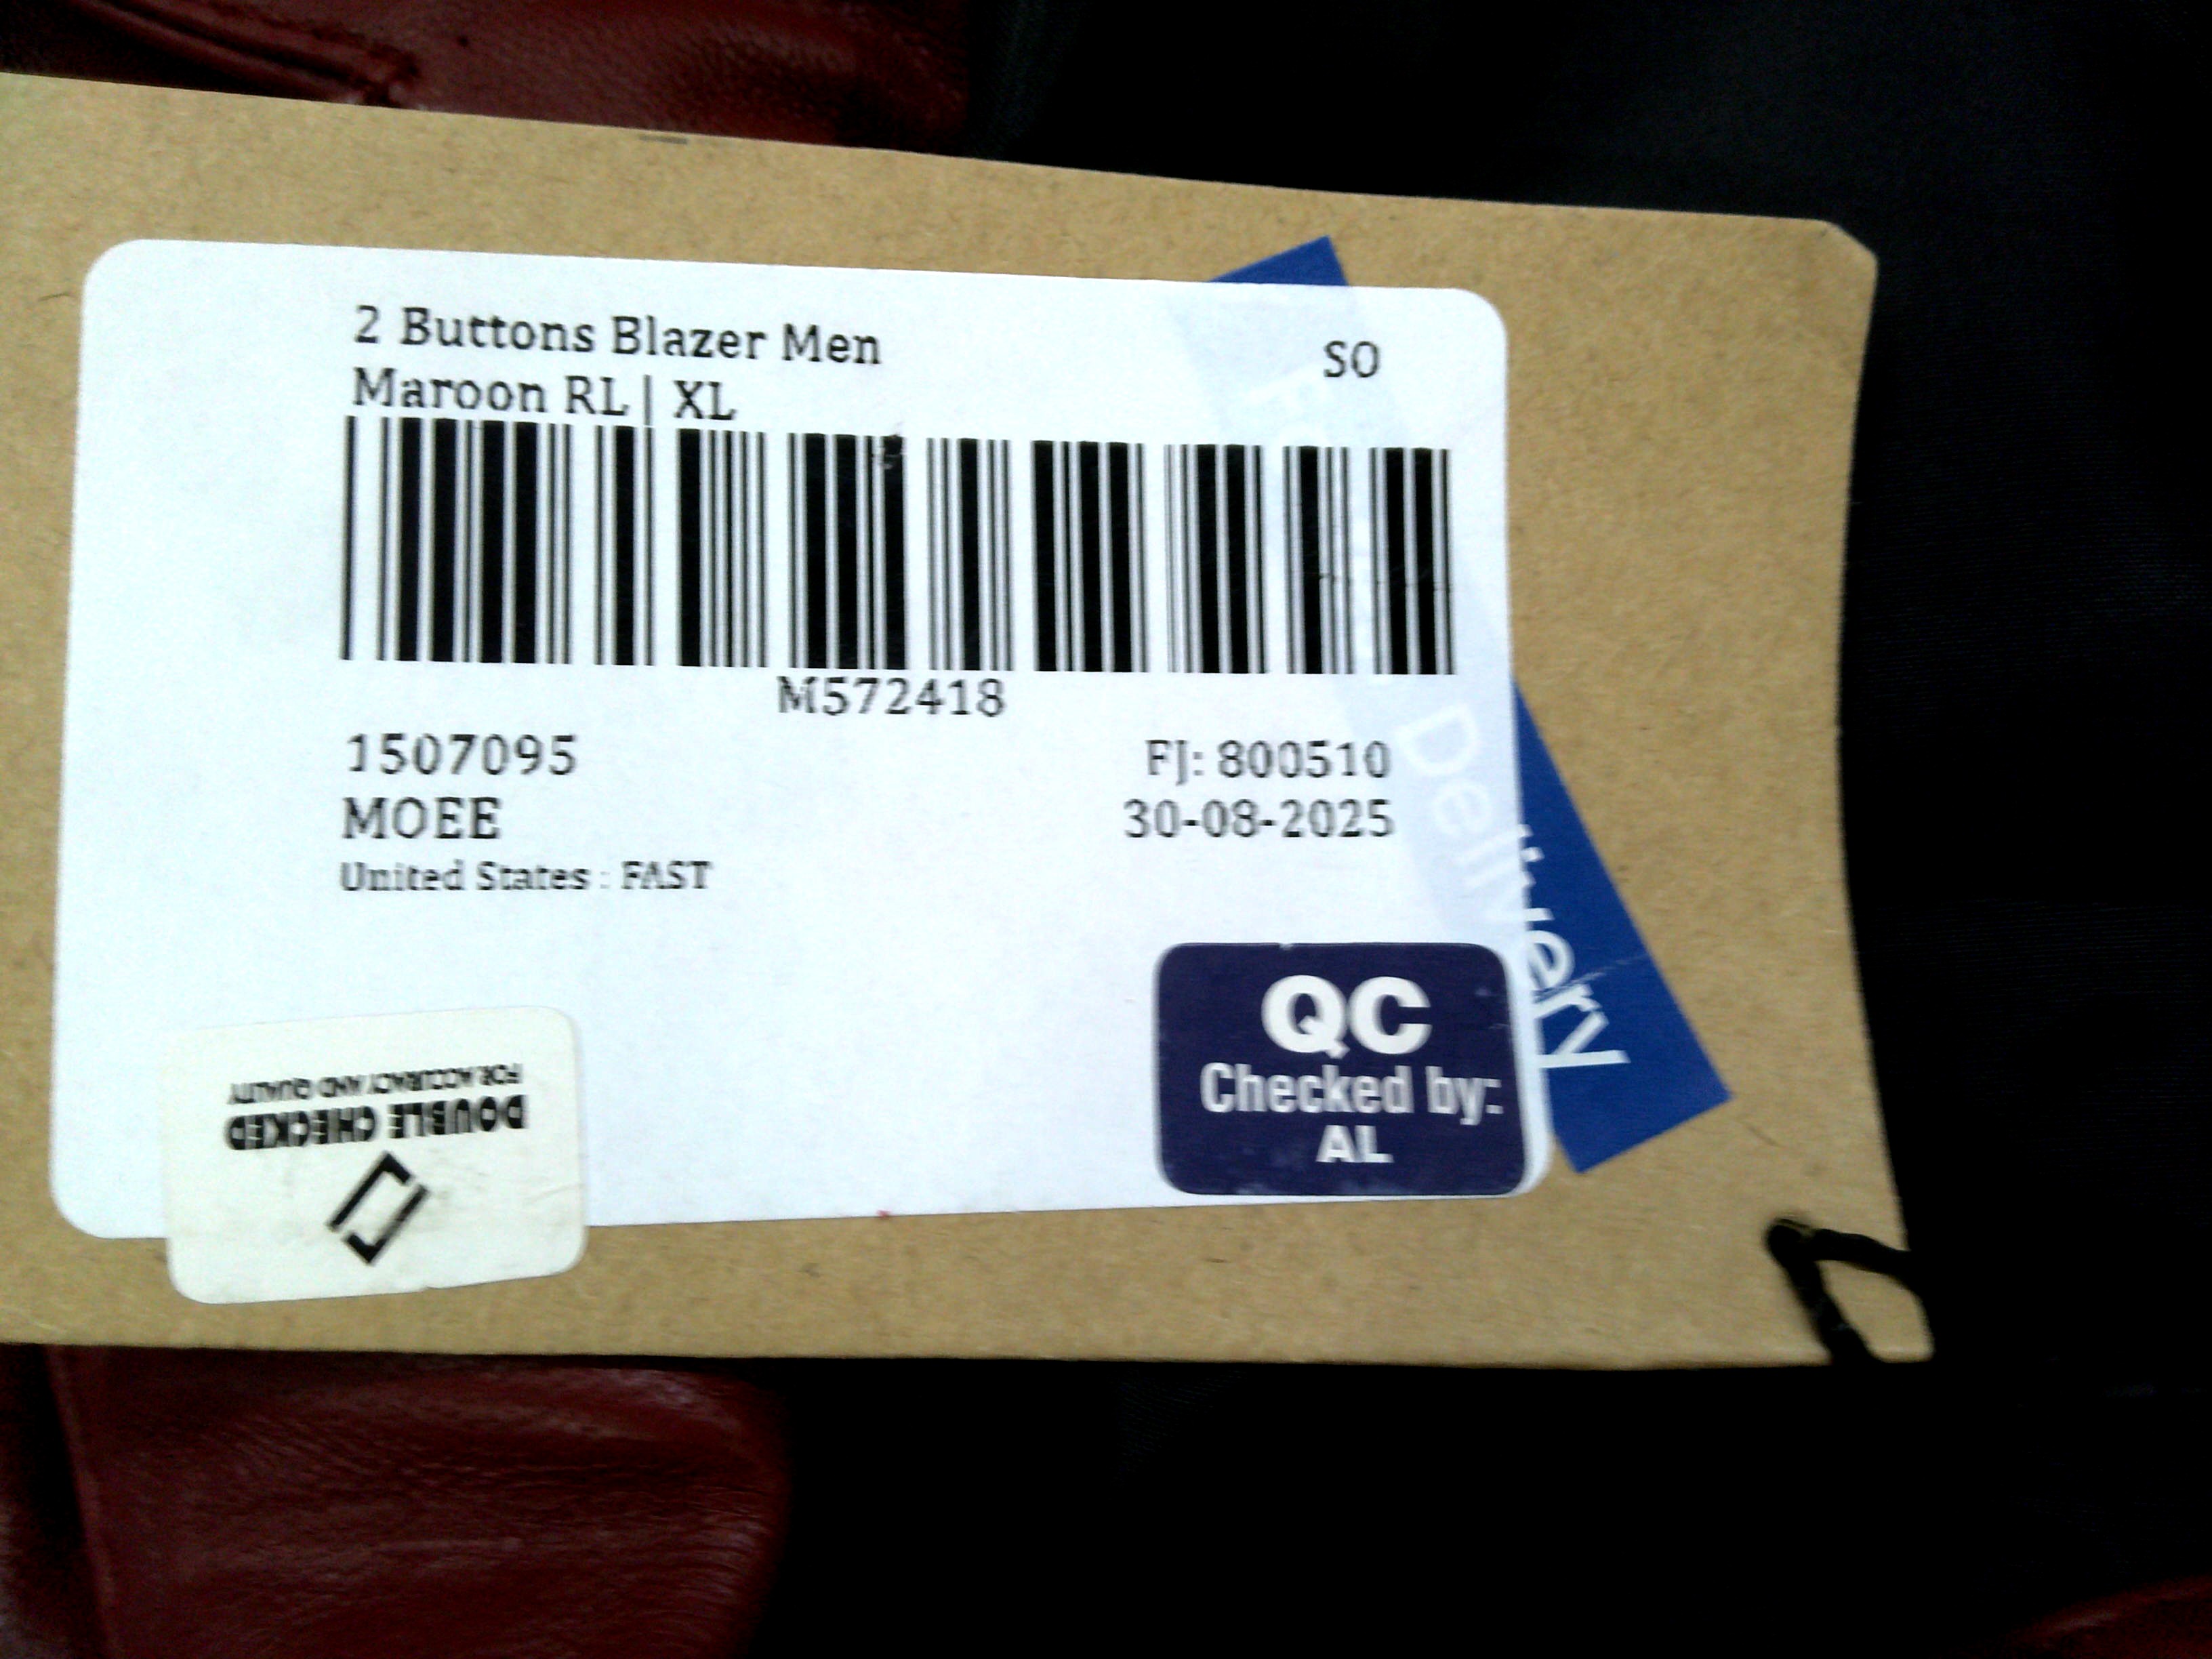 2 Buttons Blazer Men
SO
Maroon RL | XL
M572418
1507095
FJ: 800510
MOEE
30-08-2025
United States : FAST
Delivery
QC
Checked by:
AL
DOUBLE CHECKED
FOR ACCURACY AND QUALITY